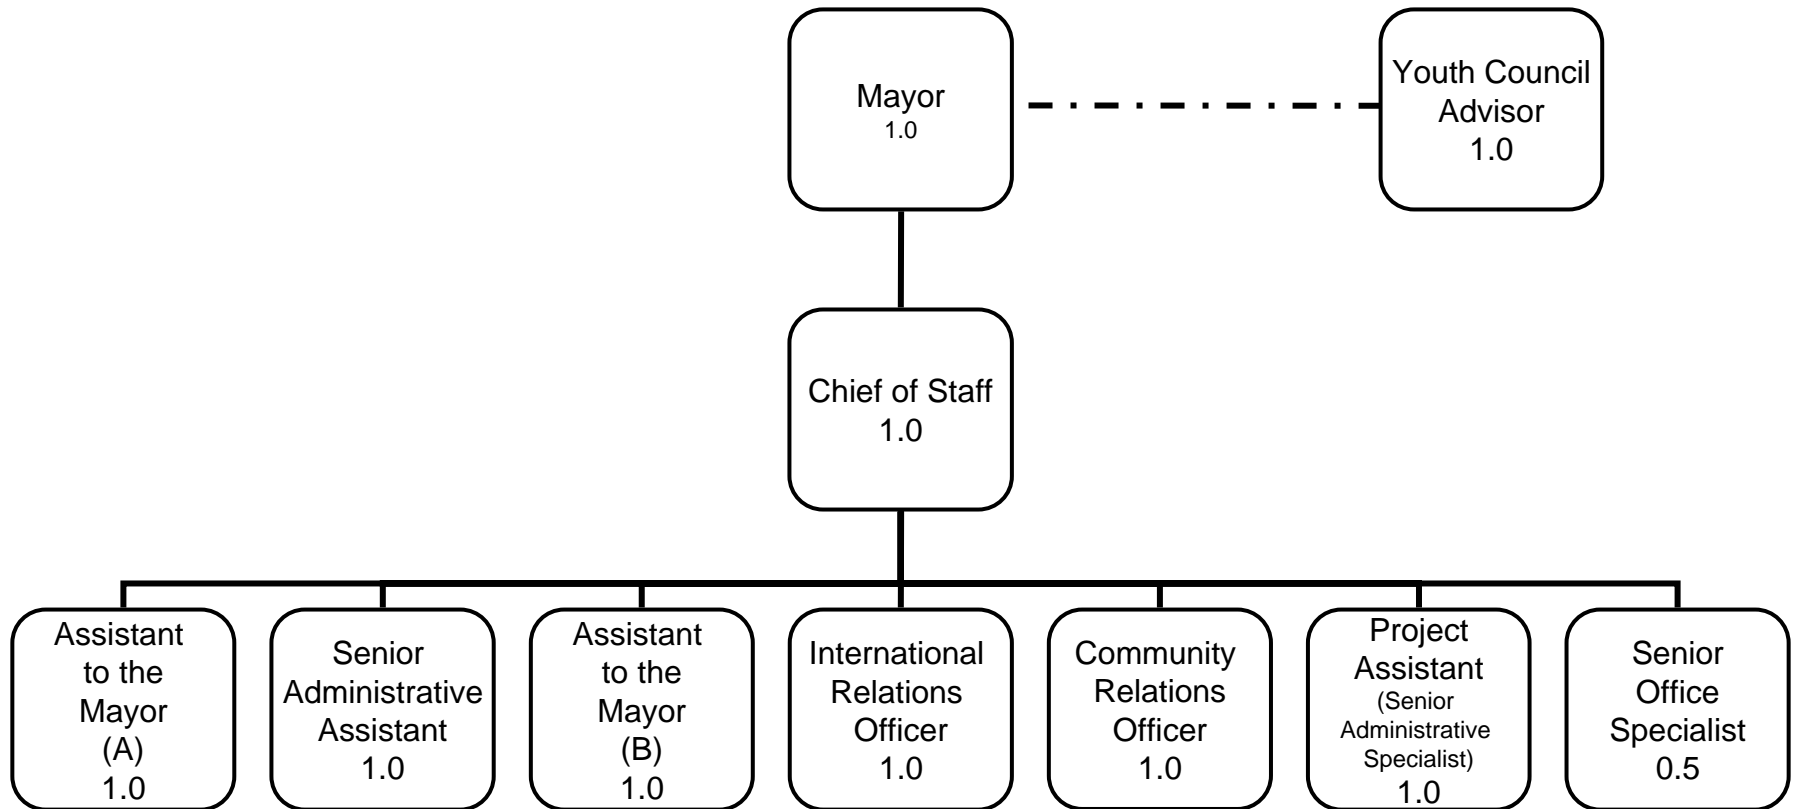 Mayor
1.0
Youth Council
Advisor
1.0
Chief of Staff
1.0
Assistant
to the
Mayor
(A)
1.0
Senior
Administrative
Assistant
1.0
Assistant
to the
Mayor
(B)
1.0
International
Relations
Officer
1.0
Community
Relations
Officer
1.0
Project
Assistant
(Senior
Administrative
Specialist)
1.0
Senior
Office
Specialist
0.5